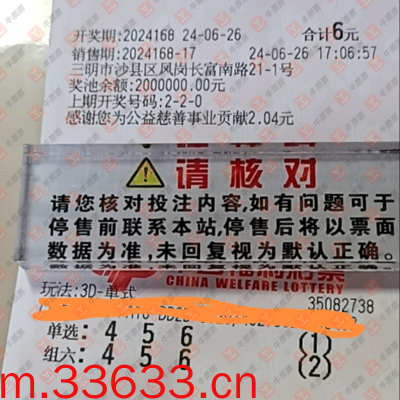 开奖期:2024168 24-06-26 合计6元
销售期:2024168-17 24-06-26 17:06:57
三明市沙县区凤岗长富南路21-1号
奖池余额:2000000.00元
上期开奖号码:2-2-0
感谢您为公益慈善事业贡献2.04元
请核对
请您核对投注内容,如有问题可于
停售前联系本站,停售后将以票面
数据为准,未回复视为默认正确。
CHINA WELFARE LOTTERY
玩法:3D-单式 35082738
单选: 4 5 6 (1)
组六: 4 5 6 (2)
m.33633.cn